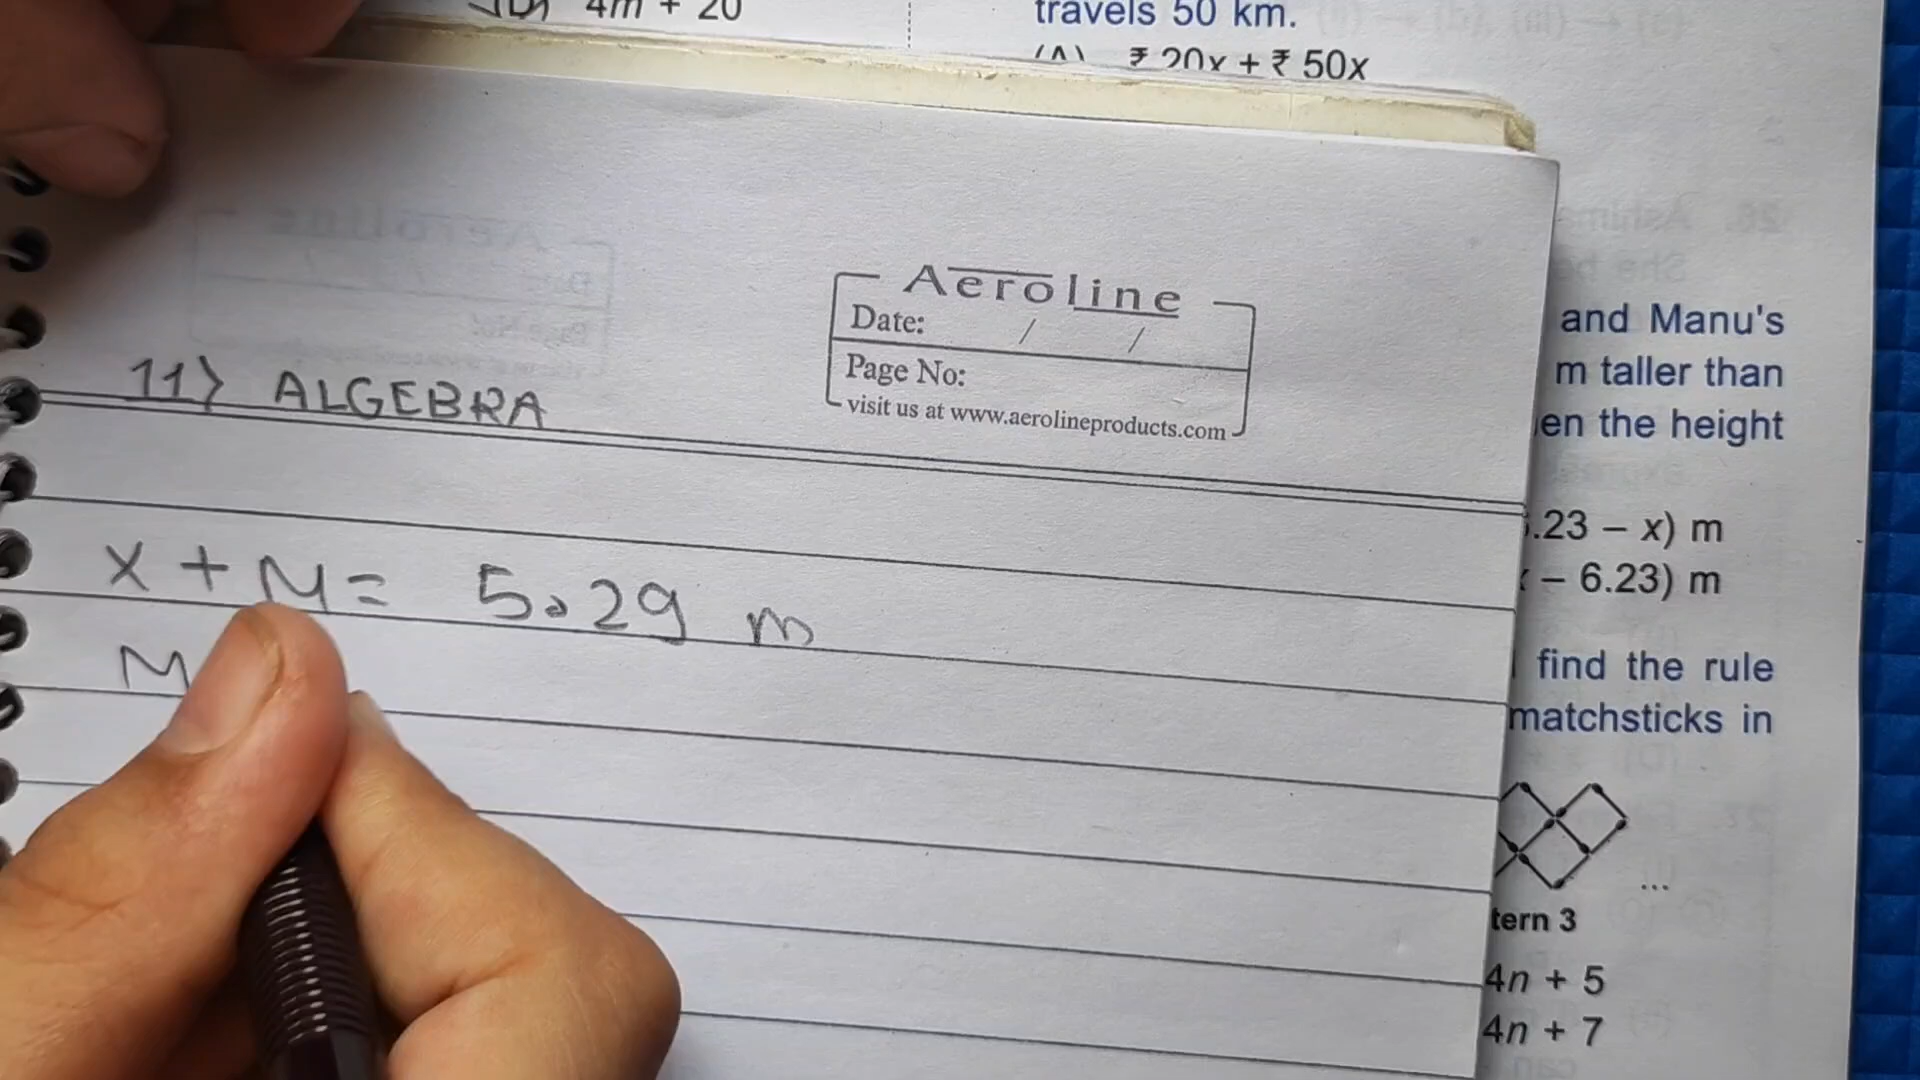 4m + 20
travels 50 km.
(A) ₹ 20x + ₹ 50x
Aeroline
Date: / /
Page No:
visit us at www.aerolineproducts.com
11) ALGEBRA
x + M = 5.29 m
M
and Manu's
m taller than
en the height
.23 – x) m
– 6.23) m
find the rule
matchsticks in
...
tern 3
4n + 5
4n + 7